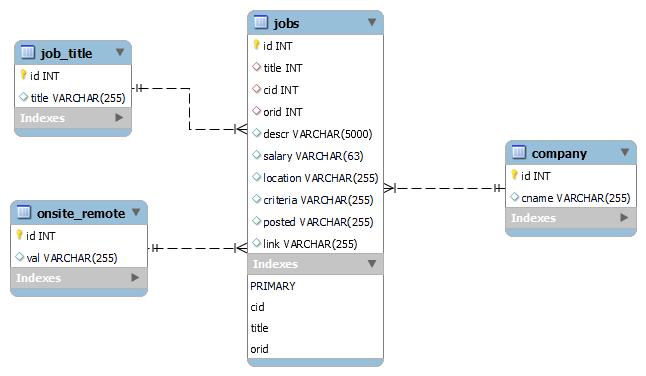 job_title
id INT
title VARCHAR(255)
Indexes
onsite_remote
id INT
val VARCHAR(255)
Indexes
jobs
id INT
title INT
cid INT
orid INT
descr VARCHAR(5000)
salary VARCHAR(63)
location VARCHAR(255)
criteria VARCHAR(255)
posted VARCHAR(255)
link VARCHAR(255)
Indexes
PRIMARY
cid
title
orid
company
id INT
cname VARCHAR(255)
Indexes